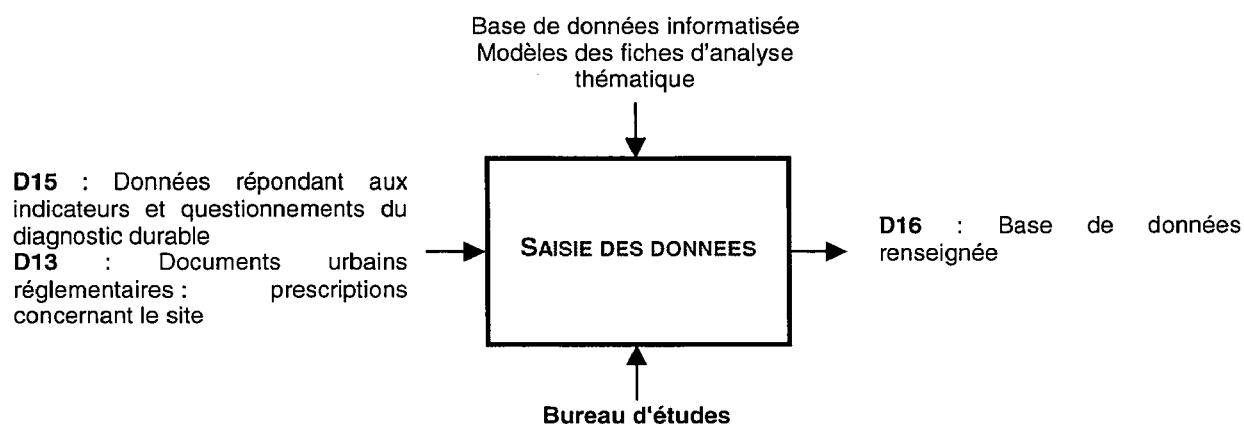 Base de données informatisée
Modèles des fiches d'analyse
thématique
D15 : Données répondant aux
indicateurs et questionnements du
diagnostic durable
D13 : Documents urbains
réglementaires : prescriptions
concernant le site
SAISIE DES DONNEES
D16 : Base de données
renseignée
Bureau d'études